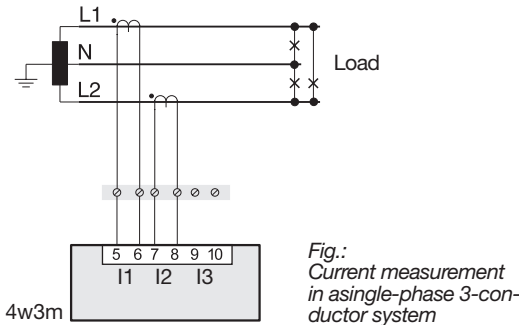 L1
N
L2
Load
5 6 7 8 9 10
I1 I2 I3
4w3m
Fig.:
Current measurement
in asingle-phase 3-con-
ductor system